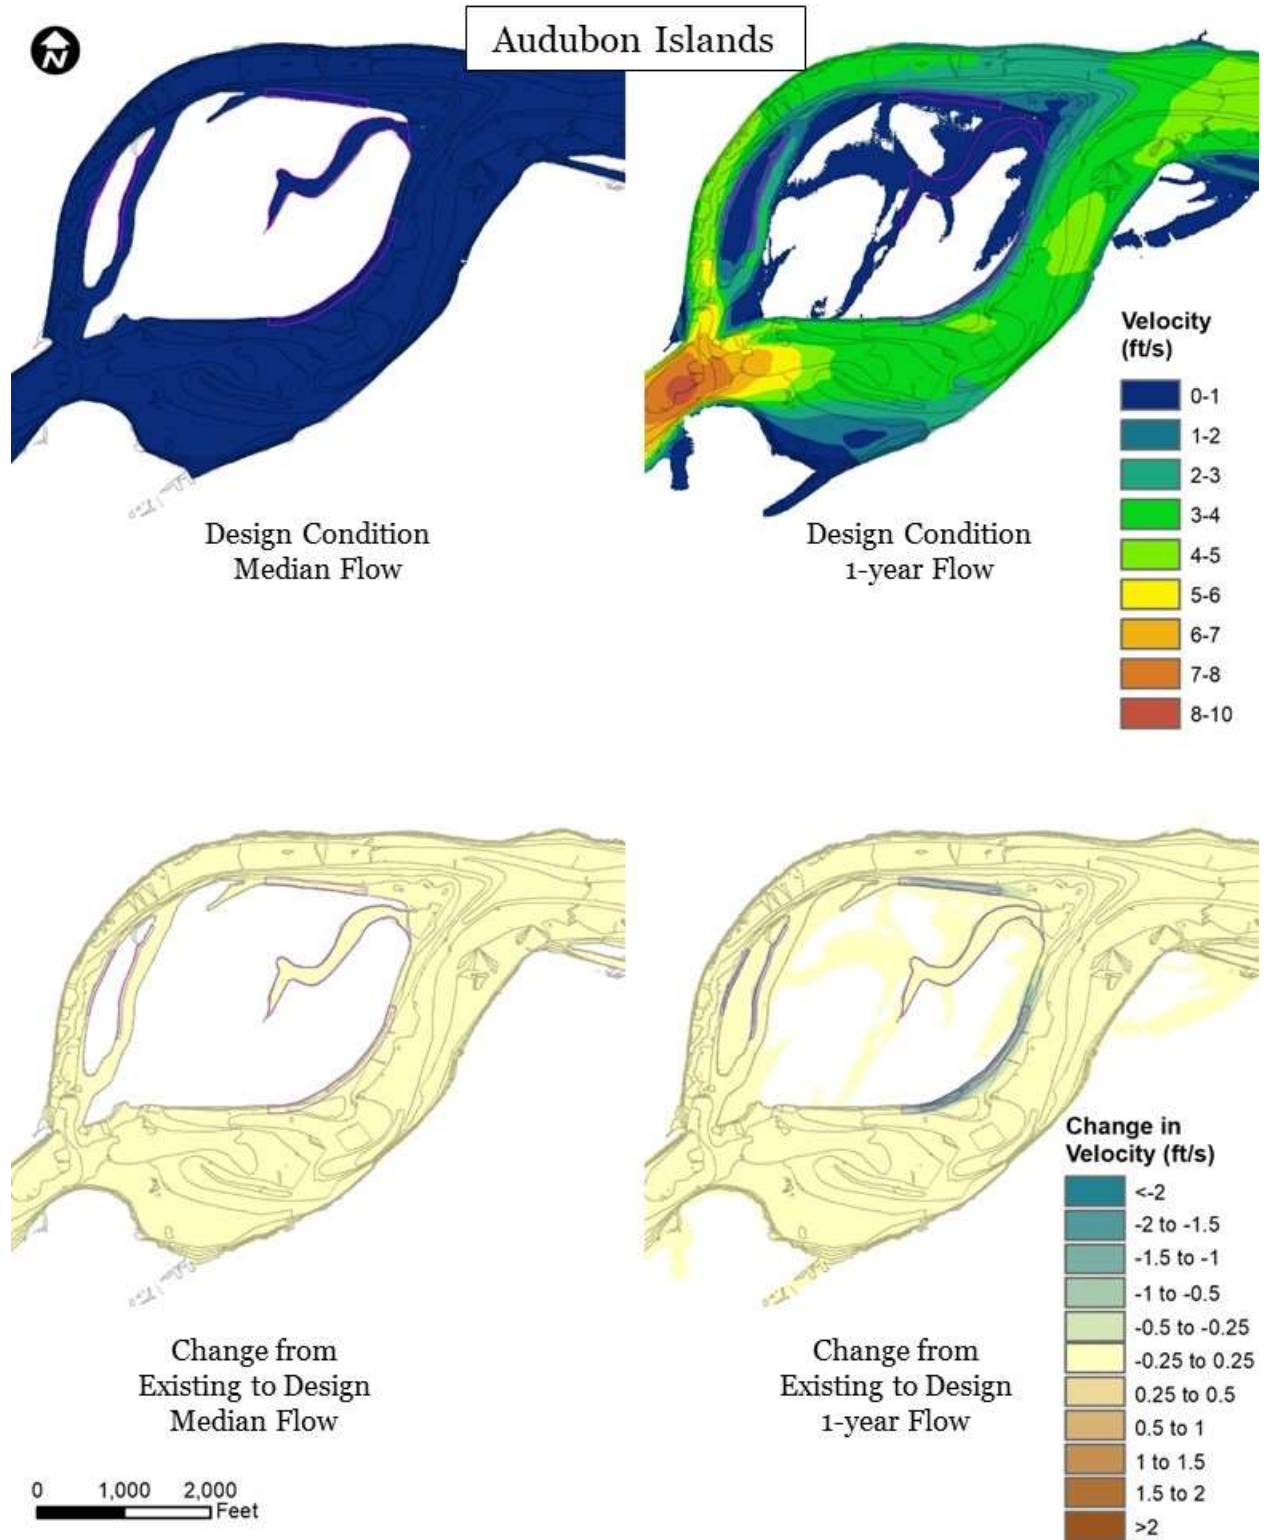 N
Audubon Islands
Design Condition
Median Flow
Design Condition
1-year Flow
Velocity
(ft/s)
0-1
1-2
2-3
3-4
4-5
5-6
6-7
7-8
8-10
Change from
Existing to Design
Median Flow
Change from
Existing to Design
1-year Flow
Change in
Velocity (ft/s)
<-2
-2 to -1.5
-1.5 to -1
-1 to -0.5
-0.5 to -0.25
-0.25 to 0.25
0.25 to 0.5
0.5 to 1
1 to 1.5
1.5 to 2
>2
0 1,000 2,000
Feet